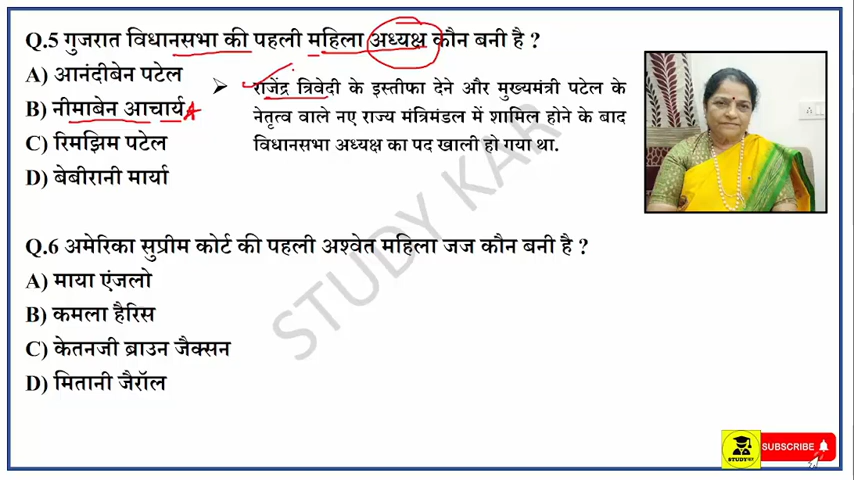 Q.5 गुजरात विधानसभा की पहली महिला अध्यक्ष कौन बनी है ?
A) आनंदीबेन पटेल
B) नीमाबेन आचार्य
C) रिमझिम पटेल
D) बेबीरानी मार्या
राजेंद्र त्रिवेदी के इस्तीफा देने और मुख्यमंत्री पटेल के
नेतृत्व वाले नए राज्य मंत्रिमंडल में शामिल होने के बाद
विधानसभा अध्यक्ष का पद खाली हो गया था.
Q.6 अमेरिका सुप्रीम कोर्ट की पहली अश्वेत महिला जज कौन बनी है ?
A) माया एंजलो
B) कमला हैरिस
C) केतनजी ब्राउन जैक्सन
D) मितानी जैरॉल
STUDY KAR
STUDY KAR
SUBSCRIBE